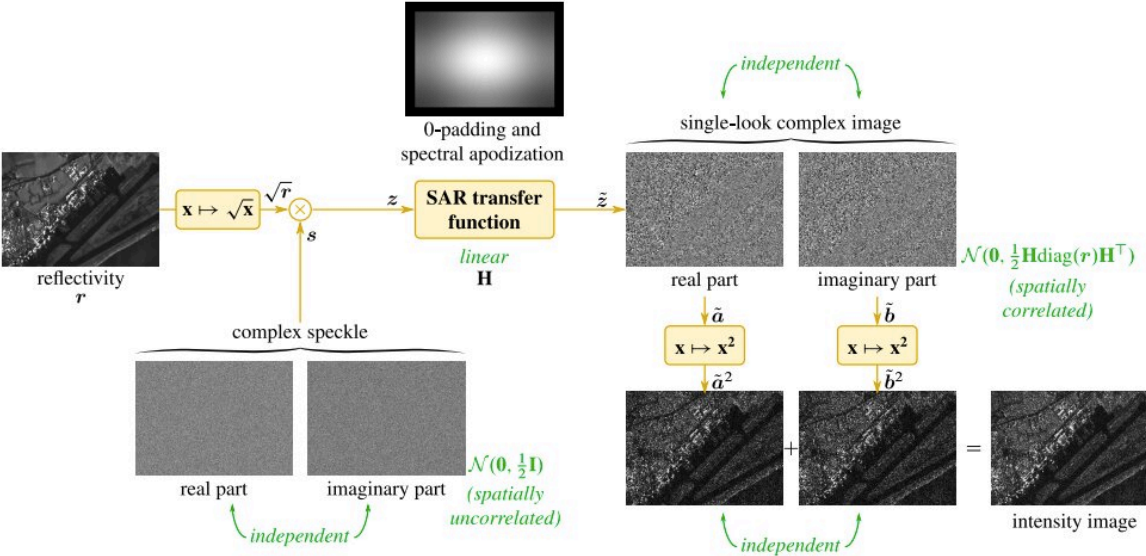 independent
0-padding and
spectral apodization
single-look complex image
x ↦ √x
√r
×
s
z
SAR transfer
function
z̃
linear
H
reflectivity
r
real part
imaginary part
𝒩(0, ½Hdiag(r)H⊤)
(spatially
correlated)
complex speckle
ã
b̃
x ↦ x²
x ↦ x²
ã²
b̃²
+
=
real part
imaginary part
𝒩(0, ½I)
(spatially
uncorrelated)
independent
independent
intensity image